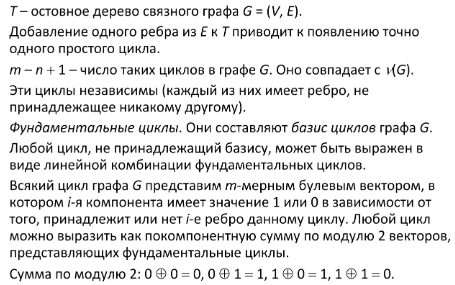 T – остовное дерево связного графа G = (V, E).
Добавление одного ребра из E к T приводит к появлению точно
одного простого цикла.
m – n + 1 – число таких циклов в графе G. Оно совпадает с ν(G).
Эти циклы независимы (каждый из них имеет ребро, не
принадлежащее никакому другому).
Фундаментальные циклы. Они составляют базис циклов графа G.
Любой цикл, не принадлежащий базису, может быть выражен в
виде линейной комбинации фундаментальных циклов.
Всякий цикл графа G представим m-мерным булевым вектором, в
котором i-я компонента имеет значение 1 или 0 в зависимости от
того, принадлежит или нет i-е ребро данному циклу. Любой цикл
можно выразить как покомпонентную сумму по модулю 2 векторов,
представляющих фундаментальные циклы.
Сумма по модулю 2: 0 ⊕ 0 = 0, 0 ⊕ 1 = 1, 1 ⊕ 0 = 1, 1 ⊕ 1 = 0.